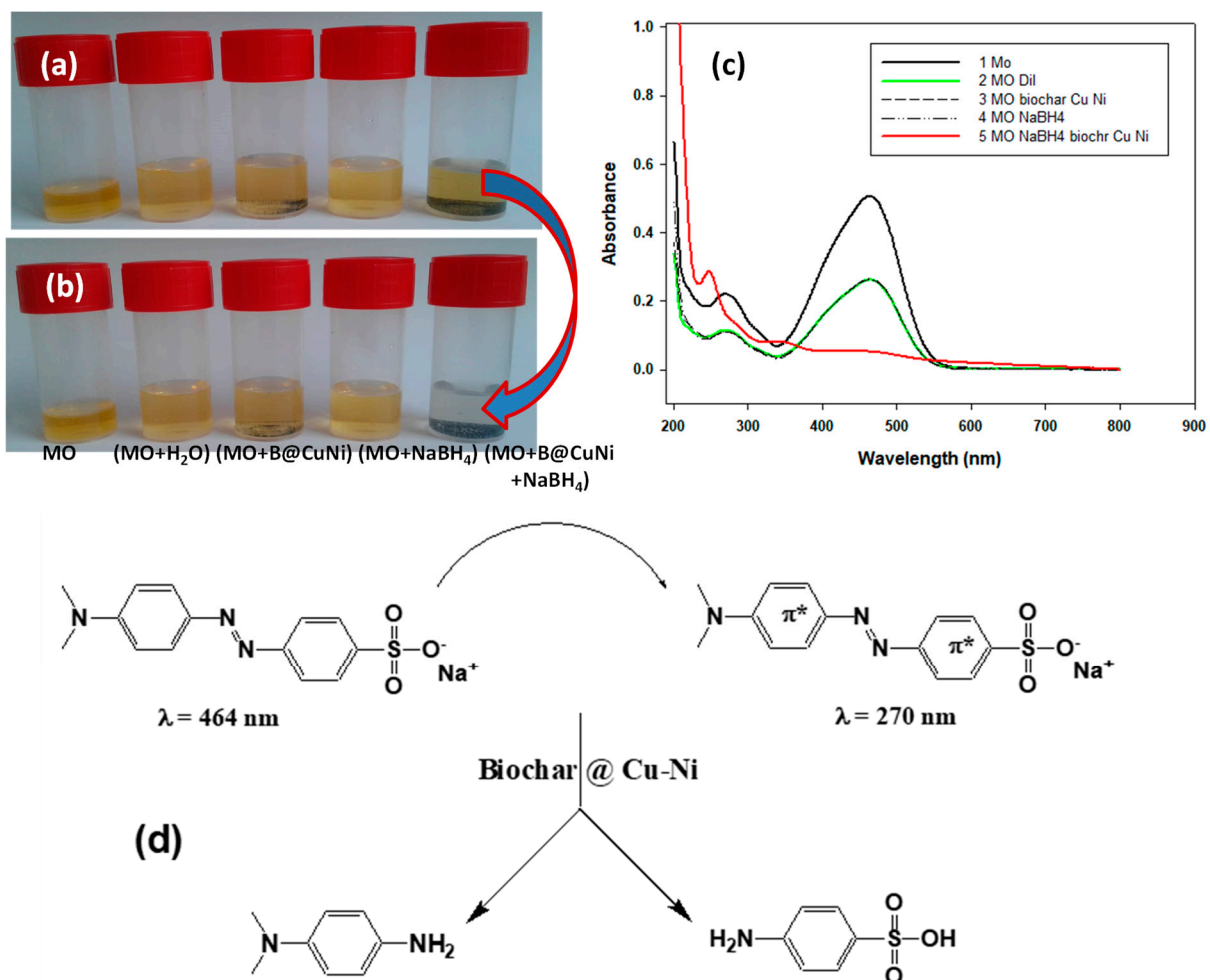 (a)
(b)
MO (MO+H₂O) (MO+B@CuNi) (MO+NaBH₄) (MO+B@CuNi
+NaBH₄)
(c)
1 Mo
2 MO Dil
3 MO biochar Cu Ni
4 MO NaBH4
5 MO NaBH4 biochr Cu Ni
Absorbance
1.0
0.8
0.6
0.4
0.2
0.0
200 300 400 500 600 700 800 900
Wavelength (nm)
N N N O S O⁻ O Na⁺
λ = 464 nm
N π* N N π* O S O⁻ O Na⁺
λ = 270 nm
Biochar @ Cu-Ni
(d)
N NH₂
H₂N O S OH O